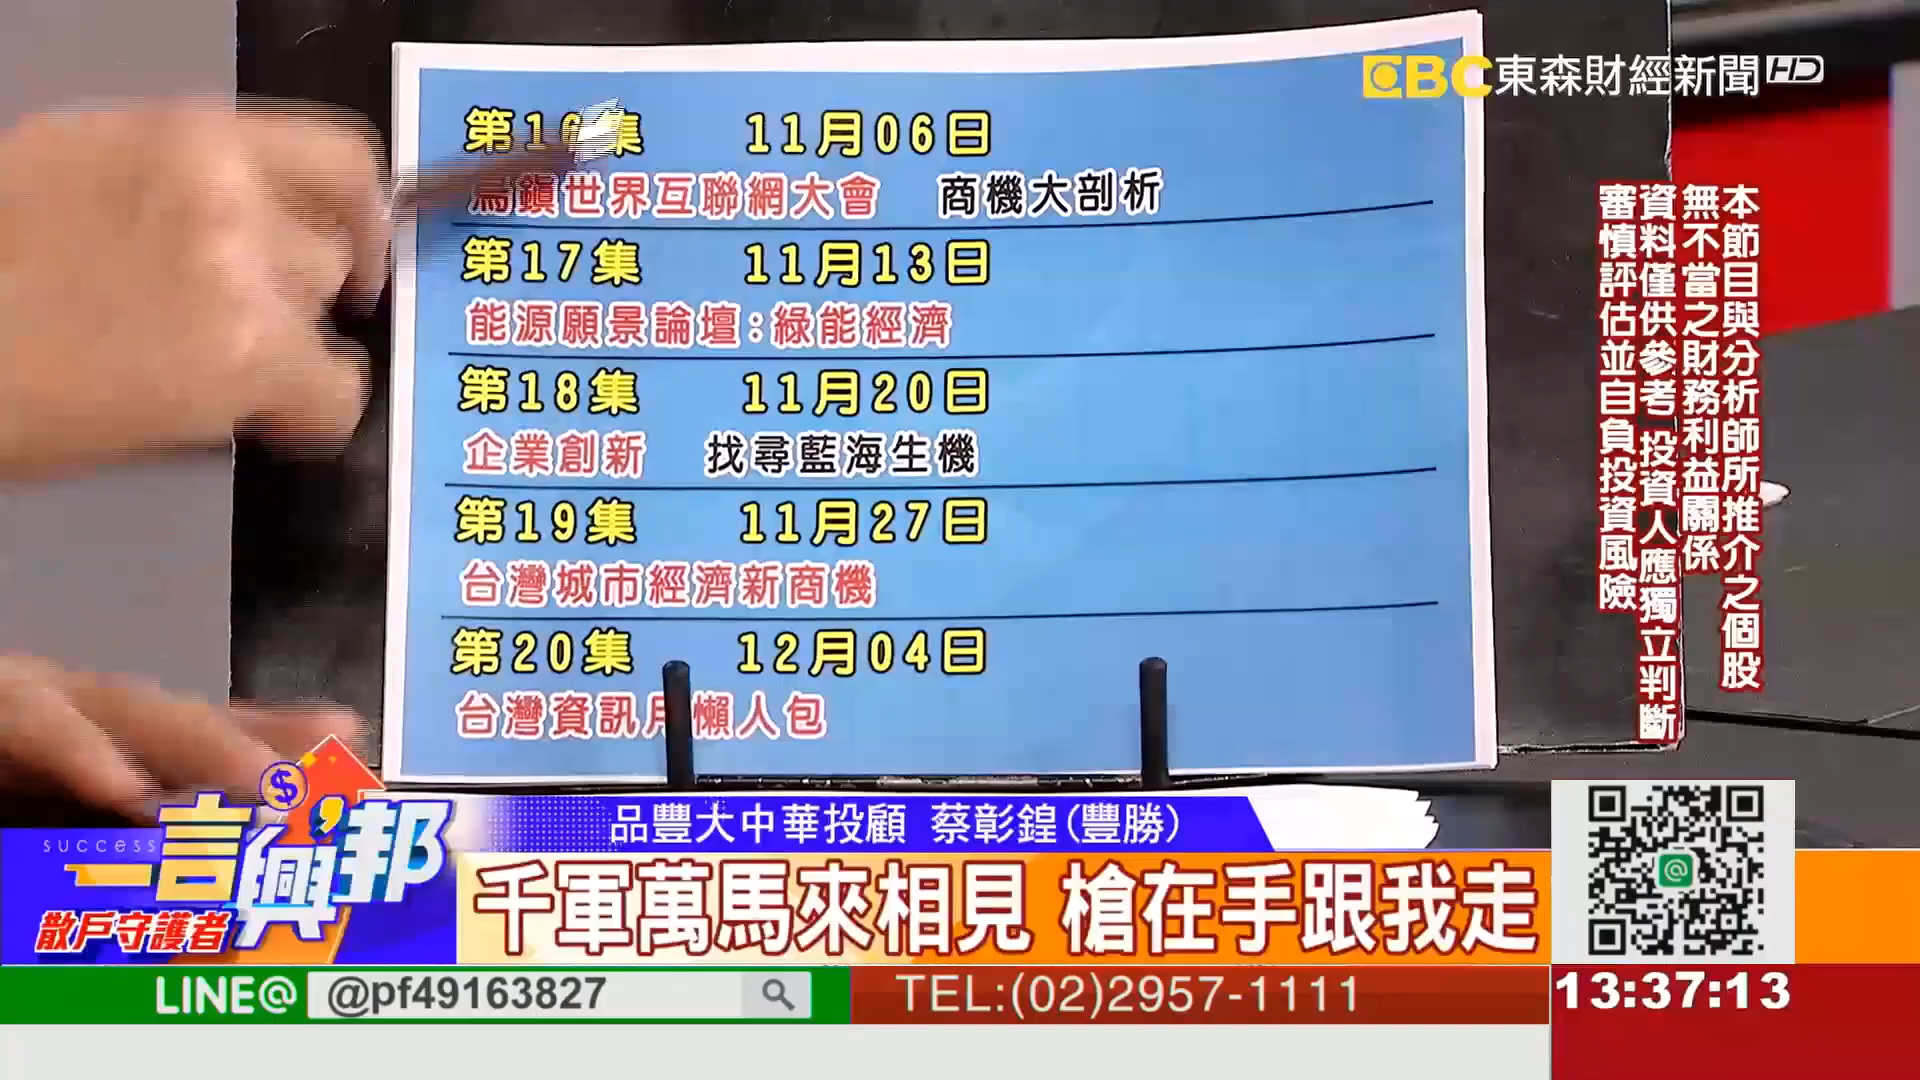 EBC東森財經新聞HD
第16集 11月06日
烏鎮世界互聯網大會 商機大剖析
第17集 11月13日
能源願景論壇:綠能經濟
第18集 11月20日
企業創新 找尋藍海生機
第19集 11月27日
台灣城市經濟新商機
第20集 12月04日
台灣資訊月懶人包
本節目與分析師所推介之個股
無不當之財務利益關係
資料僅供參考 投資人應獨立判斷
審慎評估並自負投資風險
success
一言興邦
散戶守護者
品豐大中華投顧 蔡彰鍠(豐勝)
千軍萬馬來相見 槍在手跟我走
LINE@ @pf49163827
TEL:(02)2957-1111
13:37:13